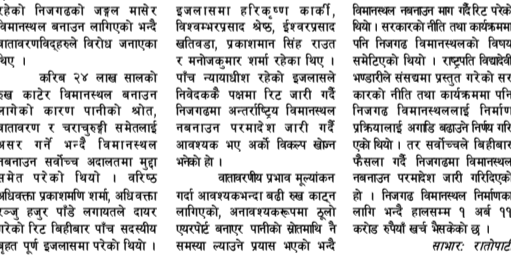 रहेको निजगढको जङ्गल मासेर
विमानस्थल बनाउन लागिएको भन्दै
वातावरणविद्हरुले विरोध जनाएका
थिए ।
करिब २४ लाख सालको
रुख काटेर विमानस्थल बनाउन
लागेको कारण पानीको श्रोत,
वातावरण र चराचुरुङ्गी समेतलाई
असर गर्ने भन्दै विमानस्थल
नबनाउन सर्वोच्च अदालतमा मुद्दा
समेत परेको थियो । वरिष्ठ
अधिवक्ता प्रकाशमणि शर्मा, अधिवक्ता
रञ्जु हजुर पाँडे लगायतले दायर
गरेको रिट बिहीबार पाँच सदस्यीय
बृहत पूर्ण इजलासमा परेको थियो ।
इजलासमा हरिकृष्ण कार्की,
विश्वम्भरप्रसाद श्रेष्ठ, ईश्वरप्रसाद
खतिवडा, प्रकाशमान सिंह राउत
र मनोजकुमार शर्मा रहेका थिए ।
पाँच न्यायाधीश रहेको इजलासले
निवेदककै पक्षमा रिट जारी गर्दै
निजगढमा अन्तर्राष्ट्रिय विमानस्थल
नबनाउन परमादेश जारी गर्दै
आवश्यक भए अर्को विकल्प खोज्न
भनेको हो ।
वातावरणीय प्रभाव मूल्यांकन
गर्दा आवश्यकभन्दा बढी रुख काट्न
लागिएको, अनावश्यकरूपमा ठूलो
एयरपोर्ट बनाएर पानीको स्रोतमाथि नै
समस्या ल्याउने प्रयास भएको भन्दै
विमानस्थल नबनाउन माग गर्दै रिट परेको
थियो । सरकारको नीति तथा कार्यक्रममा
पनि निजगढ विमानस्थलको विषय
समेटिएको थियो । राष्ट्रपति विद्यादेवी
भण्डारीले संसद्मा प्रस्तुत गरेको सर
कारको नीति तथा कार्यक्रममा पनि
निजगढ विमानस्थललाई निर्माण
प्रक्रियालाई अगाडि बढाउने निर्णय गरि
एको थियो । तर सर्वोच्चले बिहीबार
फैसला गर्दै निजगढमा विमानस्थल
नबनाउन परमादेश जारी गरिदिएको
हो । निजगढ विमानस्थल निर्माणका
लागि भन्दै हालसम्म १ अर्ब ११
करोड रुपैयाँ खर्च भैसकेको छ ।
साभार: रातोपाटी